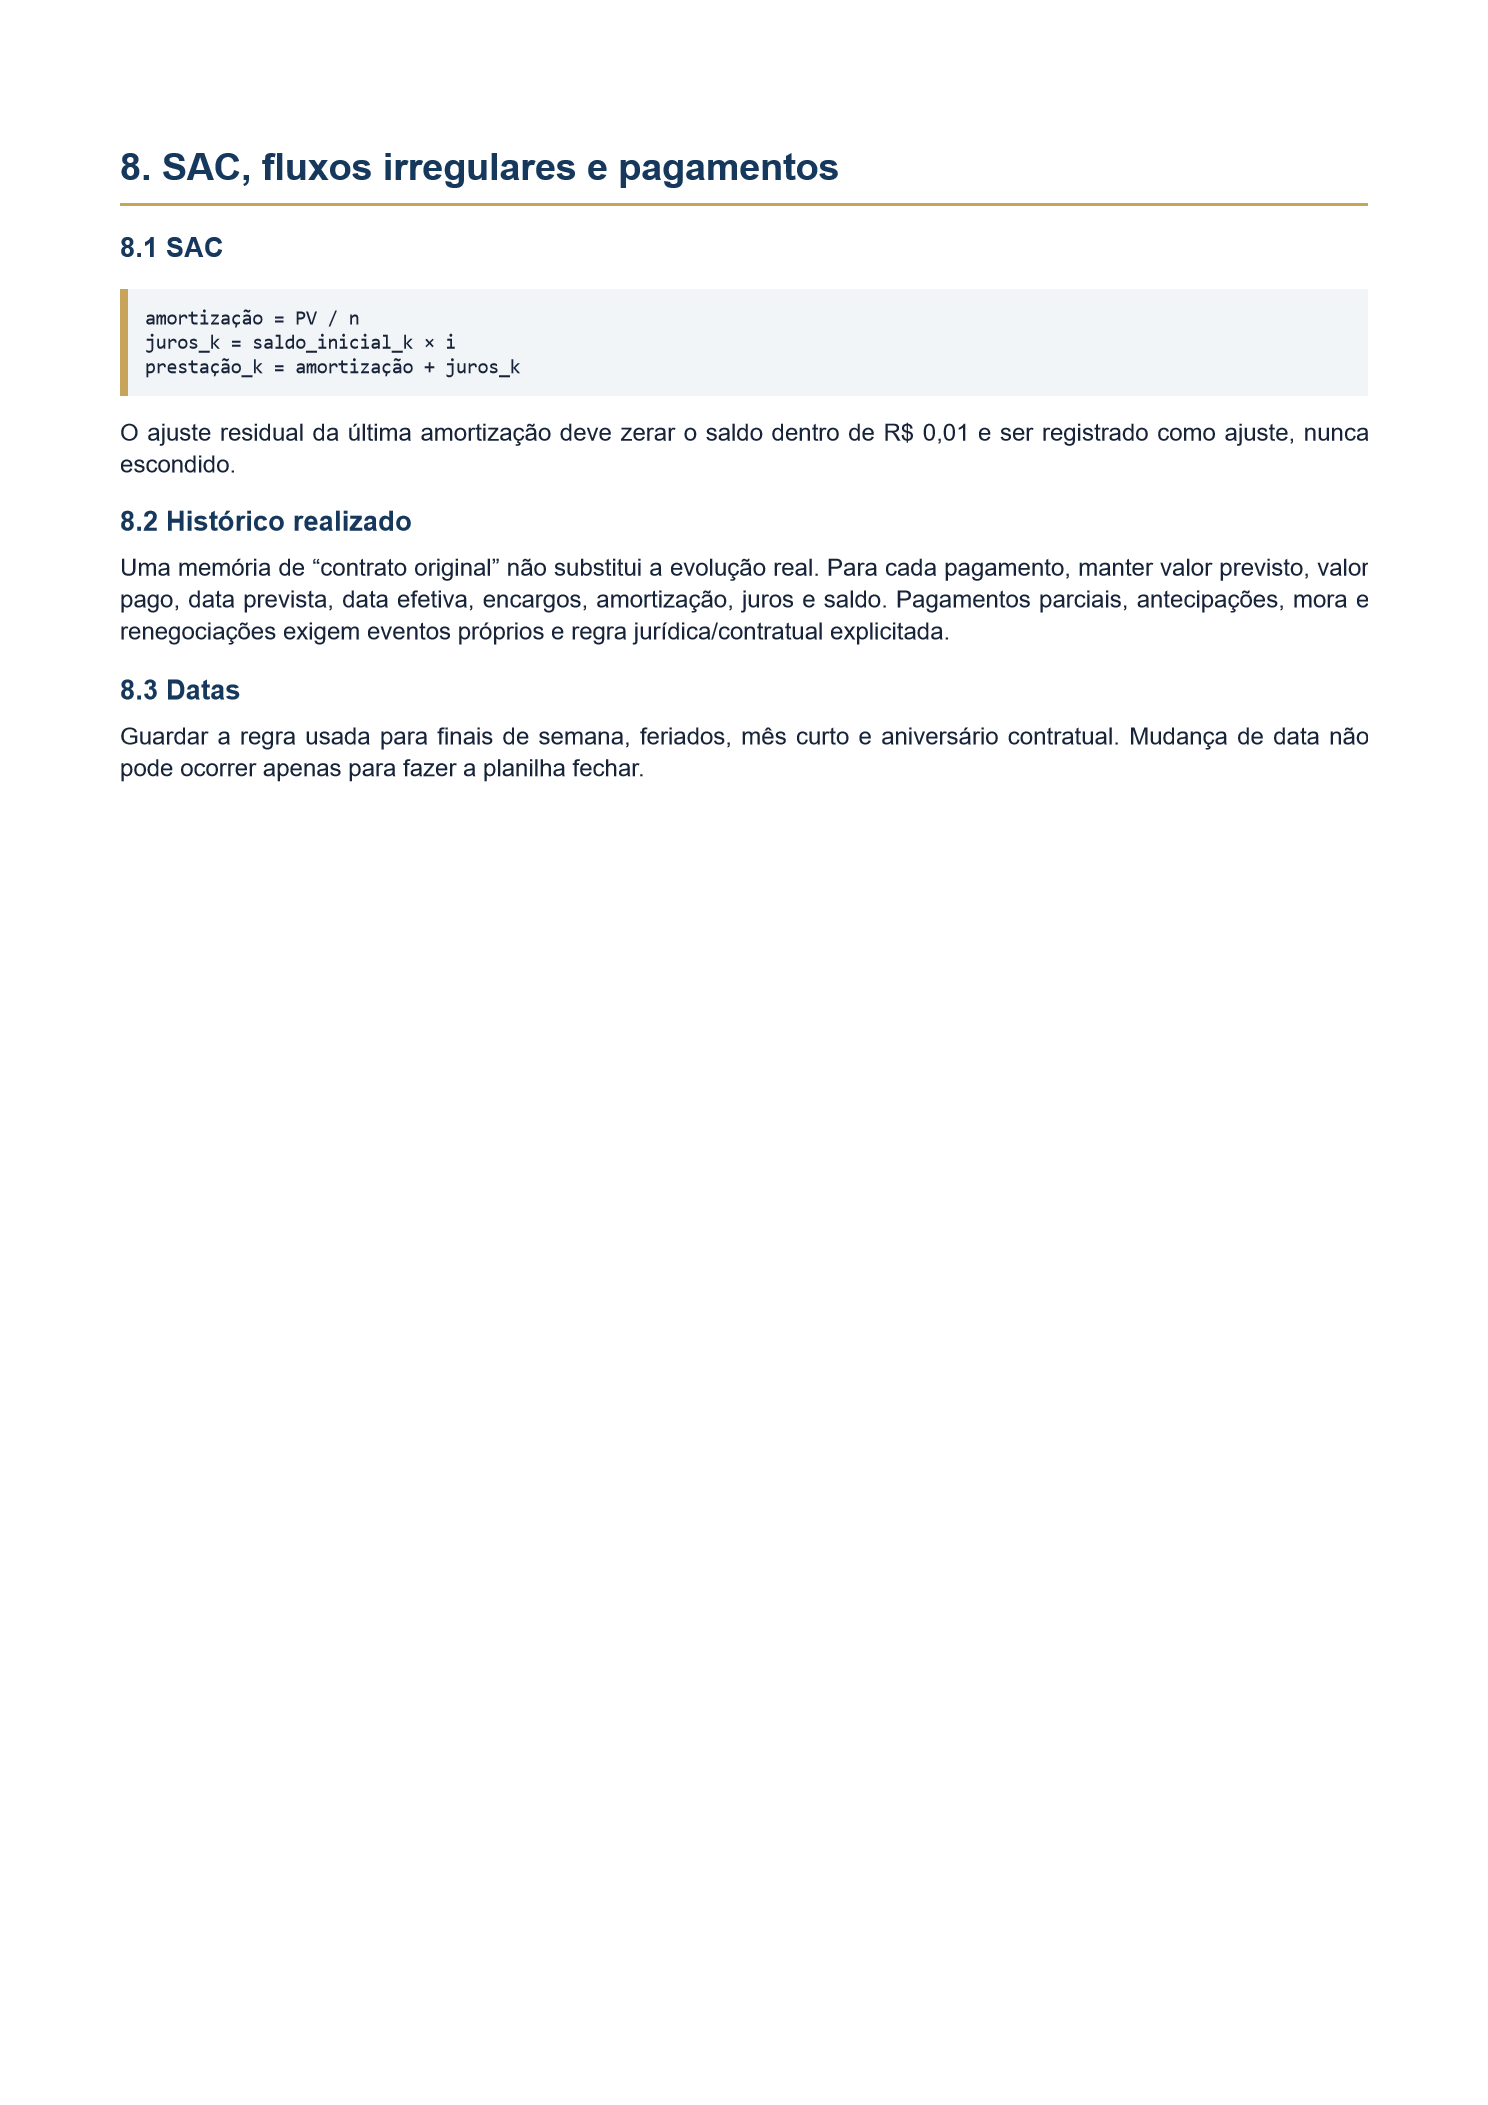 8. SAC, fluxos irregulares e pagamentos
8.1 SAC
amortização = PV / n
juros_k = saldo_inicial_k × i
prestação_k = amortização + juros_k
O ajuste residual da última amortização deve zerar o saldo dentro de R$ 0,01 e ser registrado como ajuste, nunca
escondido.
8.2 Histórico realizado
Uma memória de “contrato original” não substitui a evolução real. Para cada pagamento, manter valor previsto, valor
pago, data prevista, data efetiva, encargos, amortização, juros e saldo. Pagamentos parciais, antecipações, mora e
renegociações exigem eventos próprios e regra jurídica/contratual explicitada.
8.3 Datas
Guardar a regra usada para finais de semana, feriados, mês curto e aniversário contratual. Mudança de data não
pode ocorrer apenas para fazer a planilha fechar.